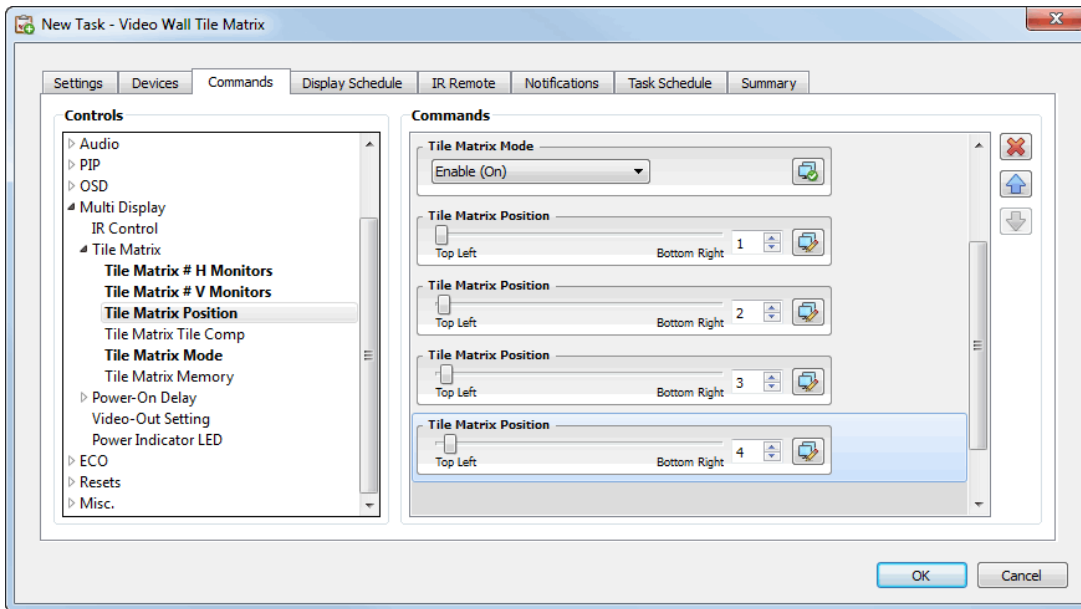 New Task - Video Wall Tile Matrix
Settings Devices Commands Display Schedule IR Remote Notifications Task Schedule Summary
Controls
Audio
PIP
OSD
Multi Display
IR Control
Tile Matrix
Tile Matrix # H Monitors
Tile Matrix # V Monitors
Tile Matrix Position
Tile Matrix Tile Comp
Tile Matrix Mode
Tile Matrix Memory
Power-On Delay
Video-Out Setting
Power Indicator LED
ECO
Resets
Misc.
Commands
Tile Matrix Mode
Enable (On)
Tile Matrix Position
Top Left Bottom Right 1
Tile Matrix Position
Top Left Bottom Right 2
Tile Matrix Position
Top Left Bottom Right 3
Tile Matrix Position
Top Left Bottom Right 4
OK Cancel